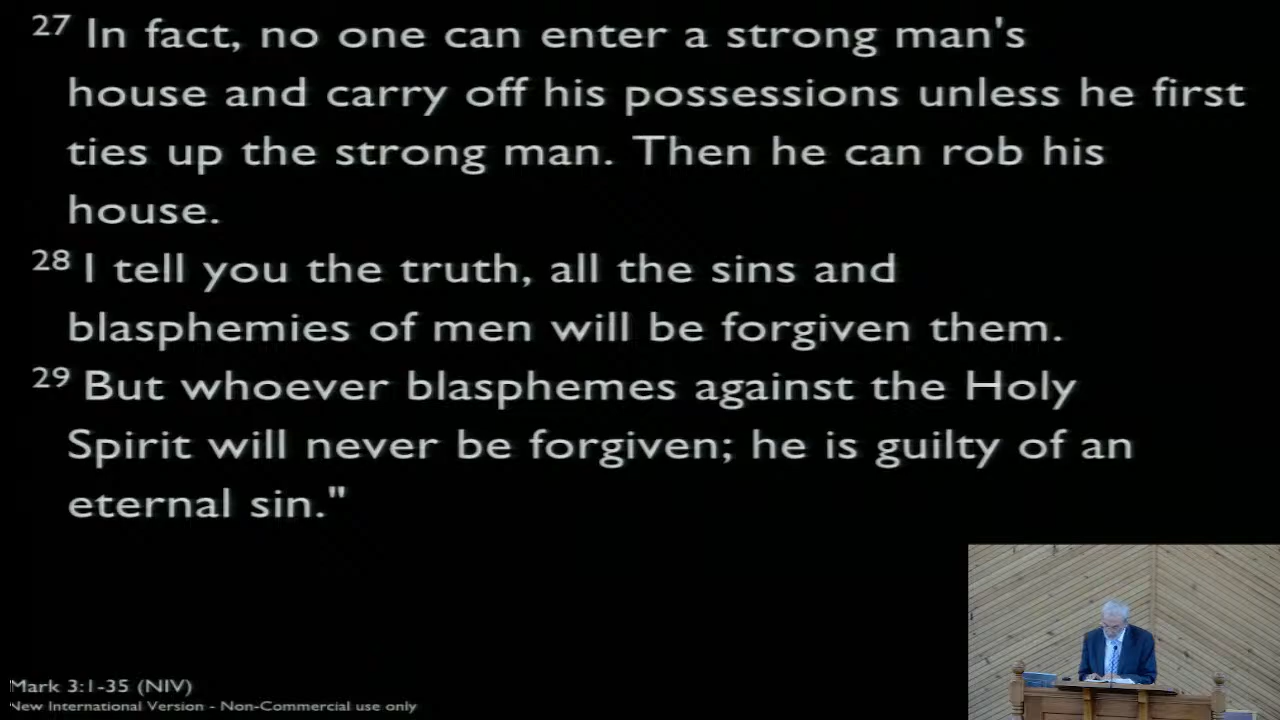 27 In fact, no one can enter a strong man's
house and carry off his possessions unless he first
ties up the strong man. Then he can rob his
house.
28 I tell you the truth, all the sins and
blasphemies of men will be forgiven them.
29 But whoever blasphemes against the Holy
Spirit will never be forgiven; he is guilty of an
eternal sin."
Mark 3:1-35 (NIV)
New International Version - Non-Commercial use only